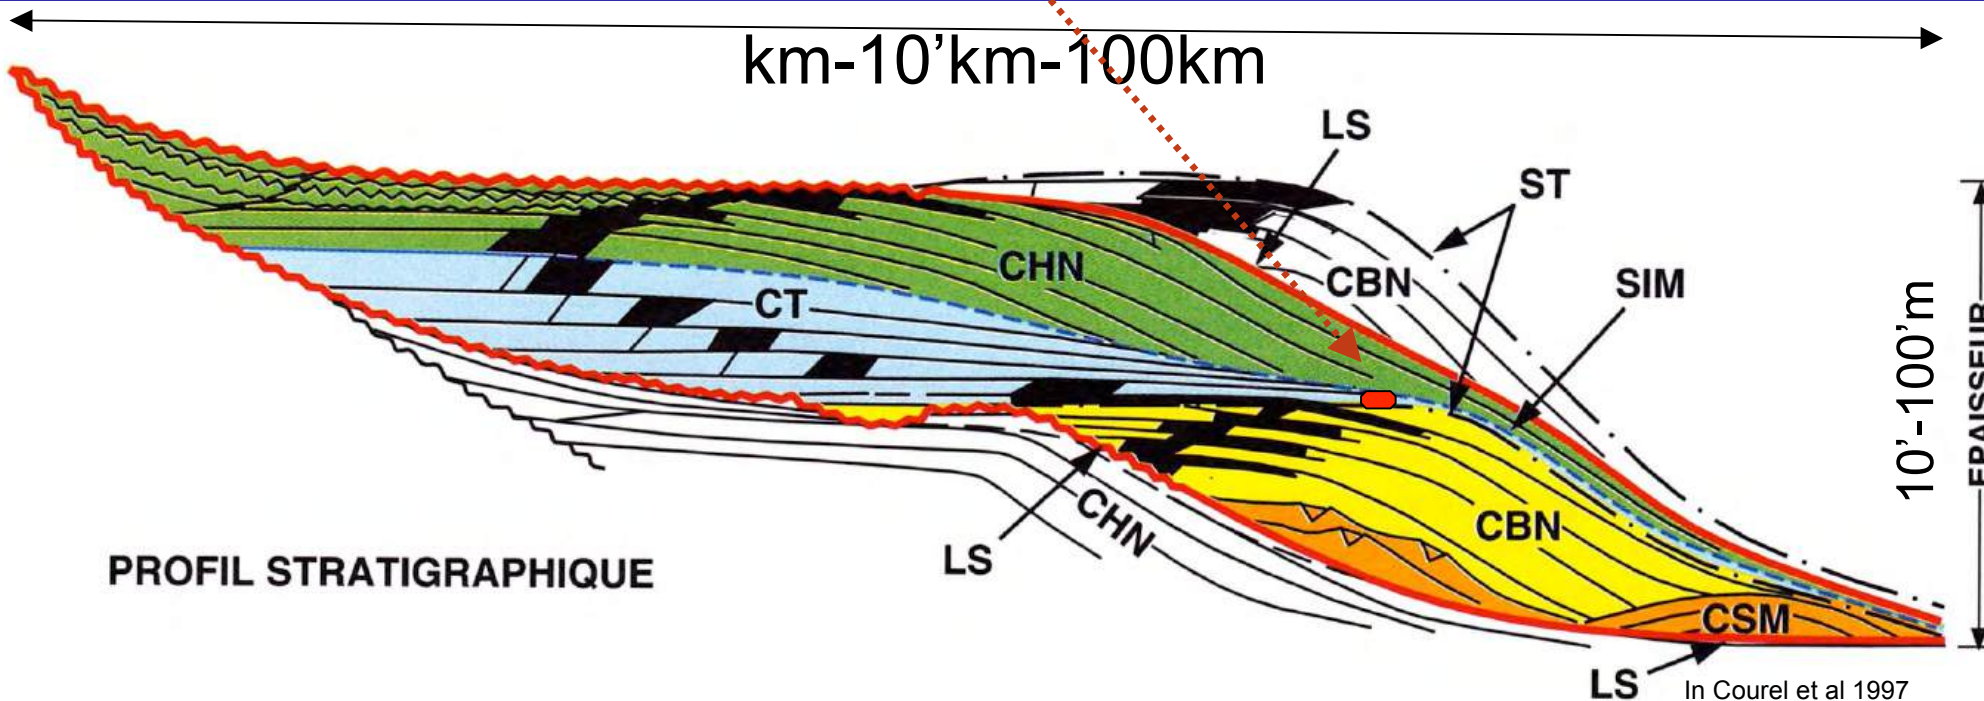 km-10'km-100km
LS
ST
CHN
CBN
SIM
CT
10'-100'm
EPAISSEUR
CBN
LS
CHN
PROFIL STRATIGRAPHIQUE
CSM
LS
In Courel et al 1997